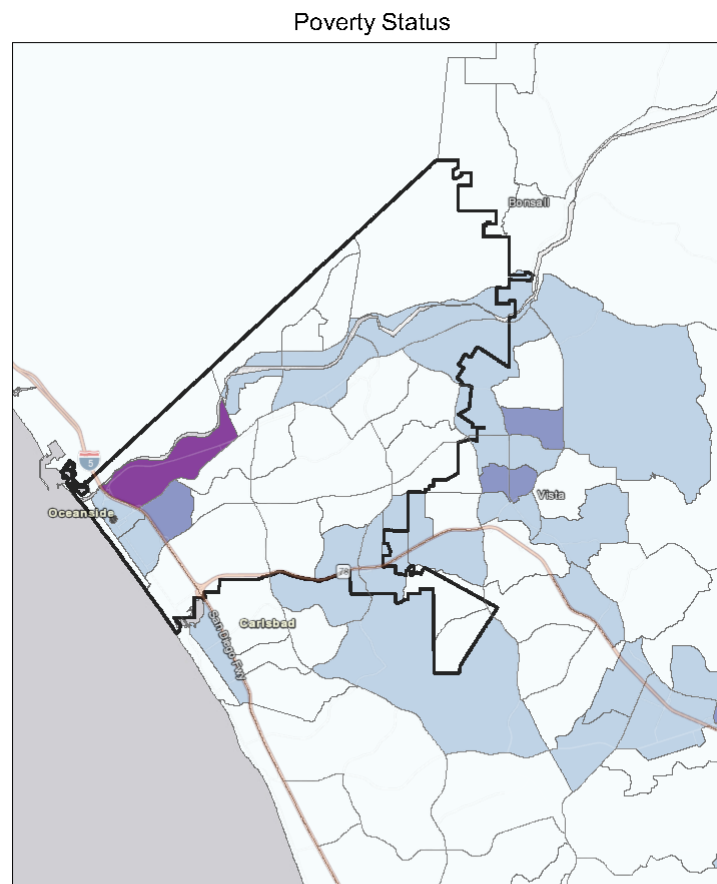 Poverty Status
Bonsall
5
Oceanside
Vista
78
Carlsbad
San Diego Fwy